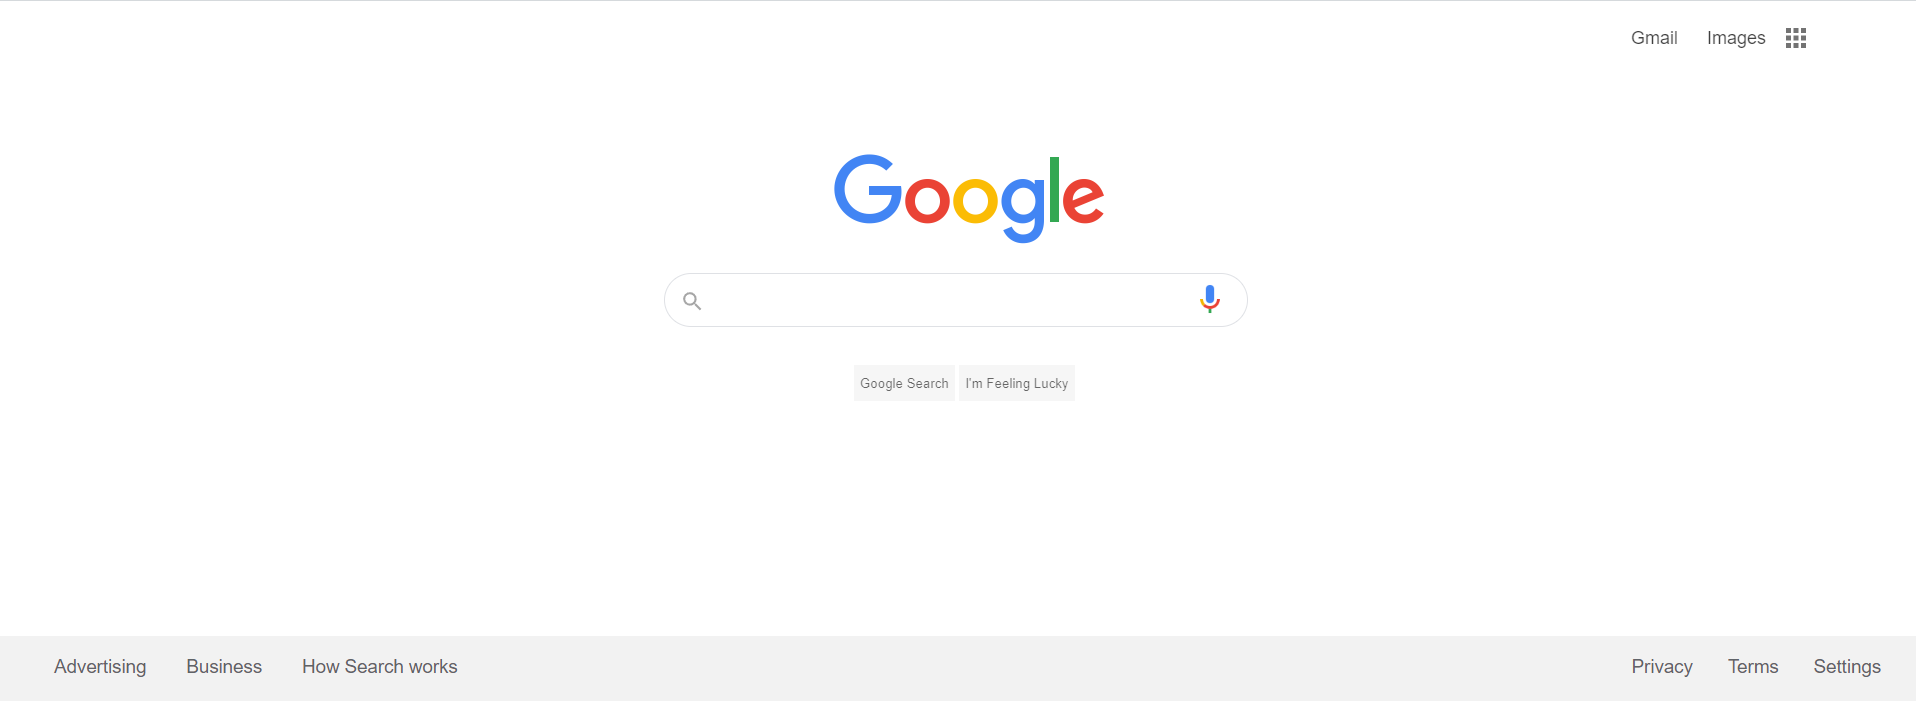 Gmail Images
Google
Google Search I'm Feeling Lucky
Advertising Business How Search works Privacy Terms Settings